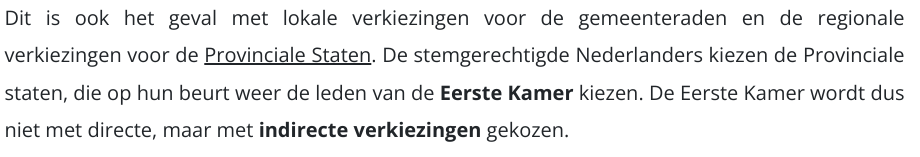 Dit is ook het geval met lokale verkiezingen voor de gemeenteraden en de regionale
verkiezingen voor de Provinciale Staten. De stemgerechtigde Nederlanders kiezen de Provinciale
staten, die op hun beurt weer de leden van de Eerste Kamer kiezen. De Eerste Kamer wordt dus
niet met directe, maar met indirecte verkiezingen gekozen.